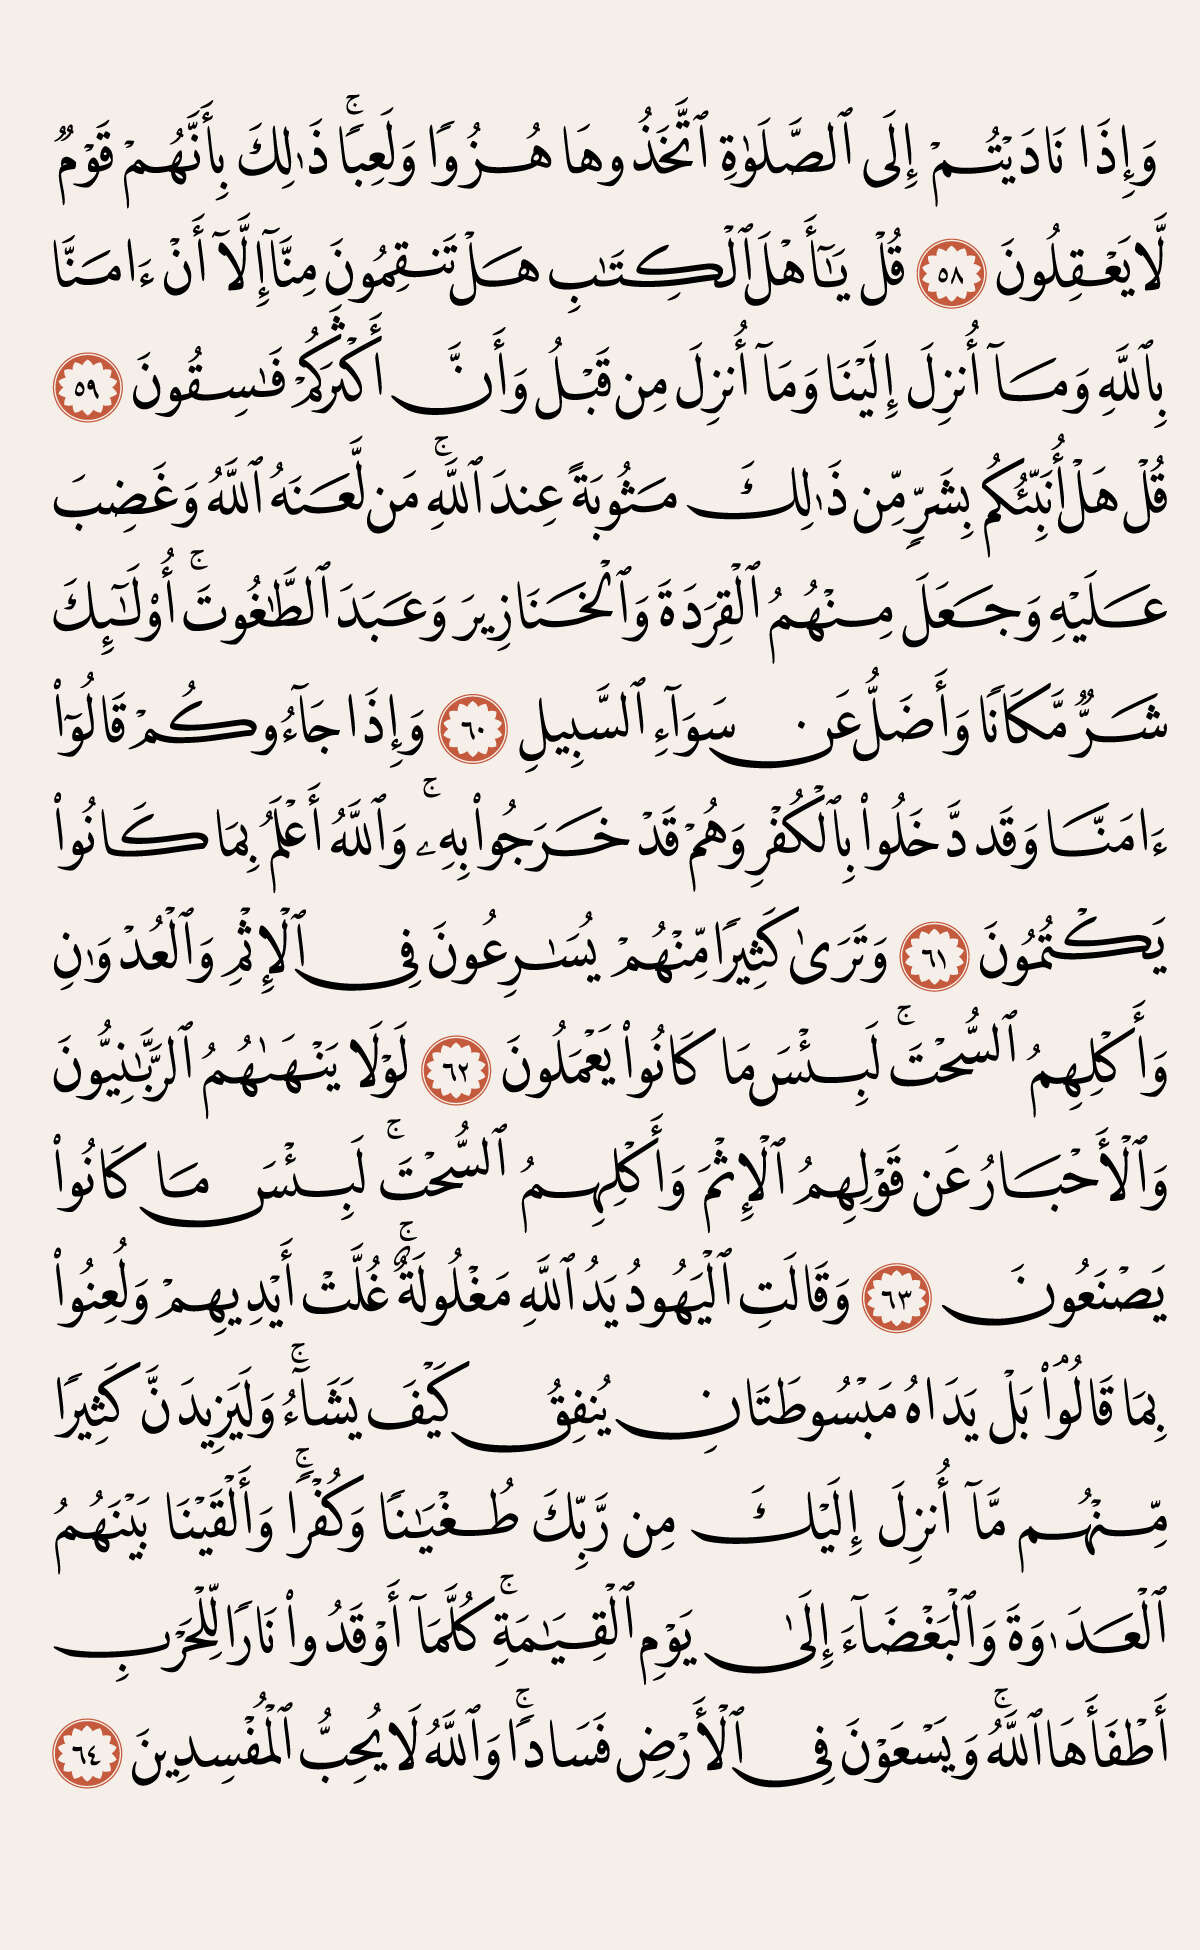 وَإِذَا نَادَيْتُمْ إِلَى ٱلصَّلَوٰةِ ٱتَّخَذُوهَا هُزُوًا وَلَعِبًا ۚ ذَٰلِكَ بِأَنَّهُمْ قَوْمٌ
لَّا يَعْقِلُونَ ٥٨ قُلْ يَٰٓأَهْلَ ٱلْكِتَٰبِ هَلْ تَنقِمُونَ مِنَّآ إِلَّآ أَنْ ءَامَنَّا
بِٱللَّهِ وَمَآ أُنزِلَ إِلَيْنَا وَمَآ أُنزِلَ مِن قَبْلُ وَأَنَّ أَكْثَرَكُمْ فَٰسِقُونَ ٥٩
قُلْ هَلْ أُنَبِّئُكُم بِشَرٍّ مِّن ذَٰلِكَ مَثُوبَةً عِندَ ٱللَّهِ ۚ مَن لَّعَنَهُ ٱللَّهُ وَغَضِبَ
عَلَيْهِ وَجَعَلَ مِنْهُمُ ٱلْقِرَدَةَ وَٱلْخَنَازِيرَ وَعَبَدَ ٱلطَّٰغُوتَ ۚ أُو۟لَٰٓئِكَ
شَرٌّ مَّكَانًا وَأَضَلُّ عَن سَوَآءِ ٱلسَّبِيلِ ٦٠ وَإِذَا جَآءُوكُمْ قَالُوٓا۟
ءَامَنَّا وَقَد دَّخَلُوا۟ بِٱلْكُفْرِ وَهُمْ قَدْ خَرَجُوا۟ بِهِۦ ۚ وَٱللَّهُ أَعْلَمُ بِمَا كَانُوا۟
يَكْتُمُونَ ٦١ وَتَرَىٰ كَثِيرًا مِّنْهُمْ يُسَٰرِعُونَ فِى ٱلْإِثْمِ وَٱلْعُدْوَٰنِ
وَأَكْلِهِمُ ٱلسُّحْتَ ۚ لَبِئْسَ مَا كَانُوا۟ يَعْمَلُونَ ٦٢ لَوْلَا يَنْهَىٰهُمُ ٱلرَّبَّٰنِيُّونَ
وَٱلْأَحْبَارُ عَن قَوْلِهِمُ ٱلْإِثْمَ وَأَكْلِهِمُ ٱلسُّحْتَ ۚ لَبِئْسَ مَا كَانُوا۟
يَصْنَعُونَ ٦٣ وَقَالَتِ ٱلْيَهُودُ يَدُ ٱللَّهِ مَغْلُولَةٌ ۚ غُلَّتْ أَيْدِيهِمْ وَلُعِنُوا۟
بِمَا قَالُوا۟ ۘ بَلْ يَدَاهُ مَبْسُوطَتَانِ يُنفِقُ كَيْفَ يَشَآءُ ۚ وَلَيَزِيدَنَّ كَثِيرًا
مِّنْهُم مَّآ أُنزِلَ إِلَيْكَ مِن رَّبِّكَ طُغْيَٰنًا وَكُفْرًا ۚ وَأَلْقَيْنَا بَيْنَهُمُ
ٱلْعَدَٰوَةَ وَٱلْبَغْضَآءَ إِلَىٰ يَوْمِ ٱلْقِيَٰمَةِ ۚ كُلَّمَآ أَوْقَدُوا۟ نَارًا لِّلْحَرْبِ
أَطْفَأَهَا ٱللَّهُ ۚ وَيَسْعَوْنَ فِى ٱلْأَرْضِ فَسَادًا ۚ وَٱللَّهُ لَا يُحِبُّ ٱلْمُفْسِدِينَ ٦٤